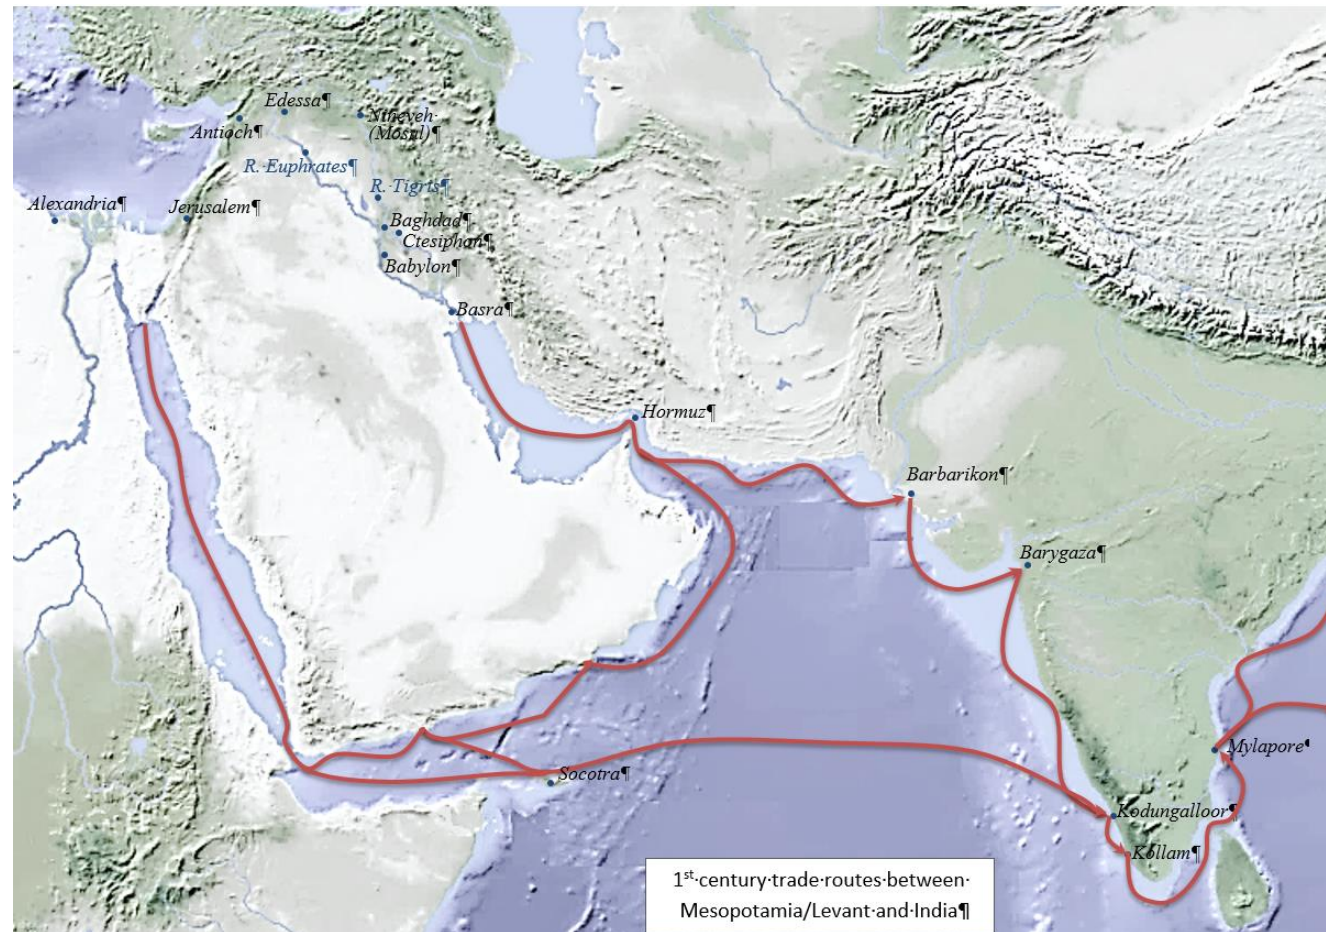 Edessa¶
Nineveh·
(Mosul)¶
Antioch¶
R.·Euphrates¶
R.·Tigris¶
Alexandria¶
Jerusalem¶
Baghdad¶
Ctesiphon¶
Babylon¶
Basra¶
Hormuz¶
Barbarikon¶
Barygaza¶
Mylapore¶
Socotra¶
Kodungalloor¶
Kollam¶
1st·century·trade·routes·between·
Mesopotamia/Levant·and·India¶